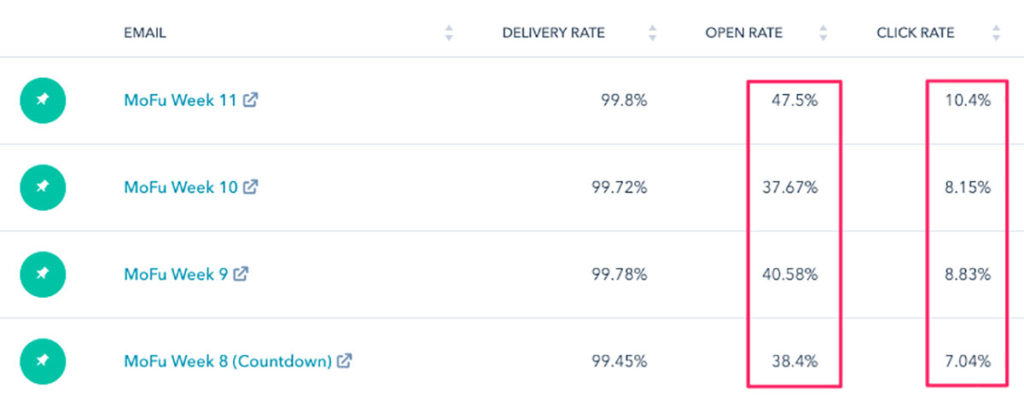 EMAIL DELIVERY RATE OPEN RATE CLICK RATE
MoFu Week 11 99.8% 47.5% 10.4%
MoFu Week 10 99.72% 37.67% 8.15%
MoFu Week 9 99.78% 40.58% 8.83%
MoFu Week 8 (Countdown) 99.45% 38.4% 7.04%